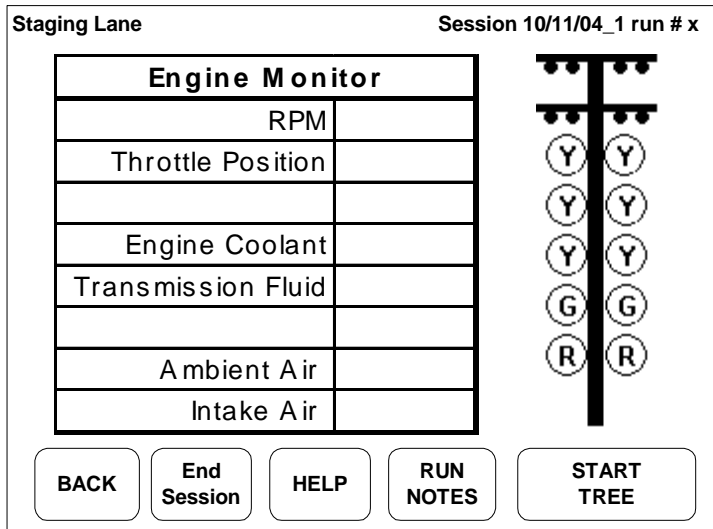 Staging Lane Session 10/11/04_1 run # x
Engine Monitor
RPM
Throttle Position
Engine Coolant
Transmission Fluid
Ambient Air
Intake Air
Y Y
Y Y
Y Y
G G
R R
BACK
End
Session
HELP
RUN
NOTES
START
TREE